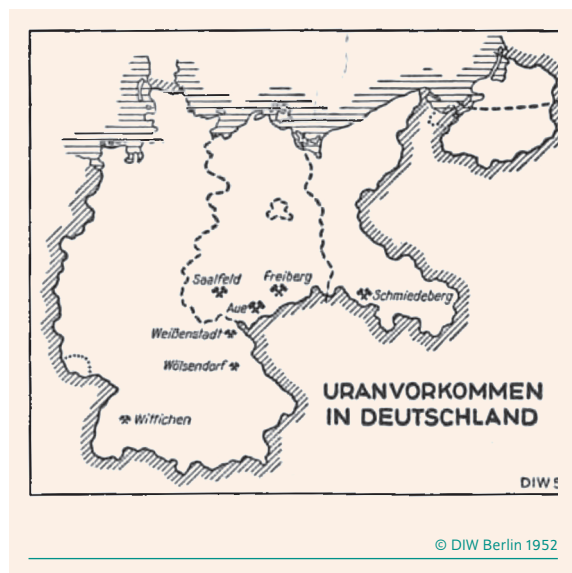 Saalfeld
Freiberg
Aue
Schmiedeberg
Weißenstadt
Wölsendorf
URANVORKOMMEN
IN DEUTSCHLAND
Wittichen
DIW
© DIW Berlin 1952